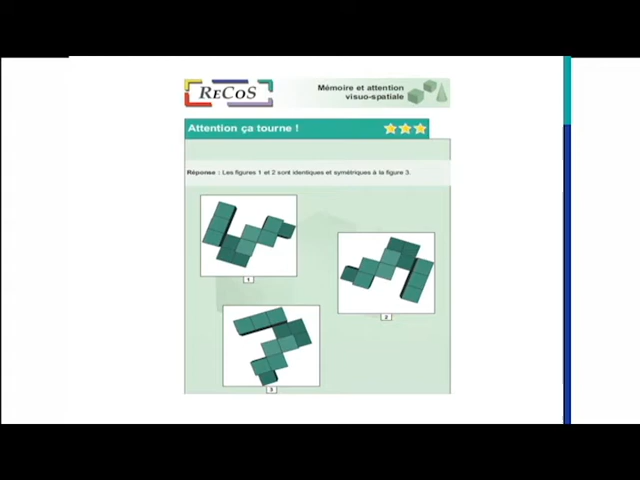 RECOS
Mémoire et attention
visuo-spatiale
Attention ça tourne !
Réponse : Les figures 1 et 2 sont identiques et symétriques à la figure 3.
1
2
3